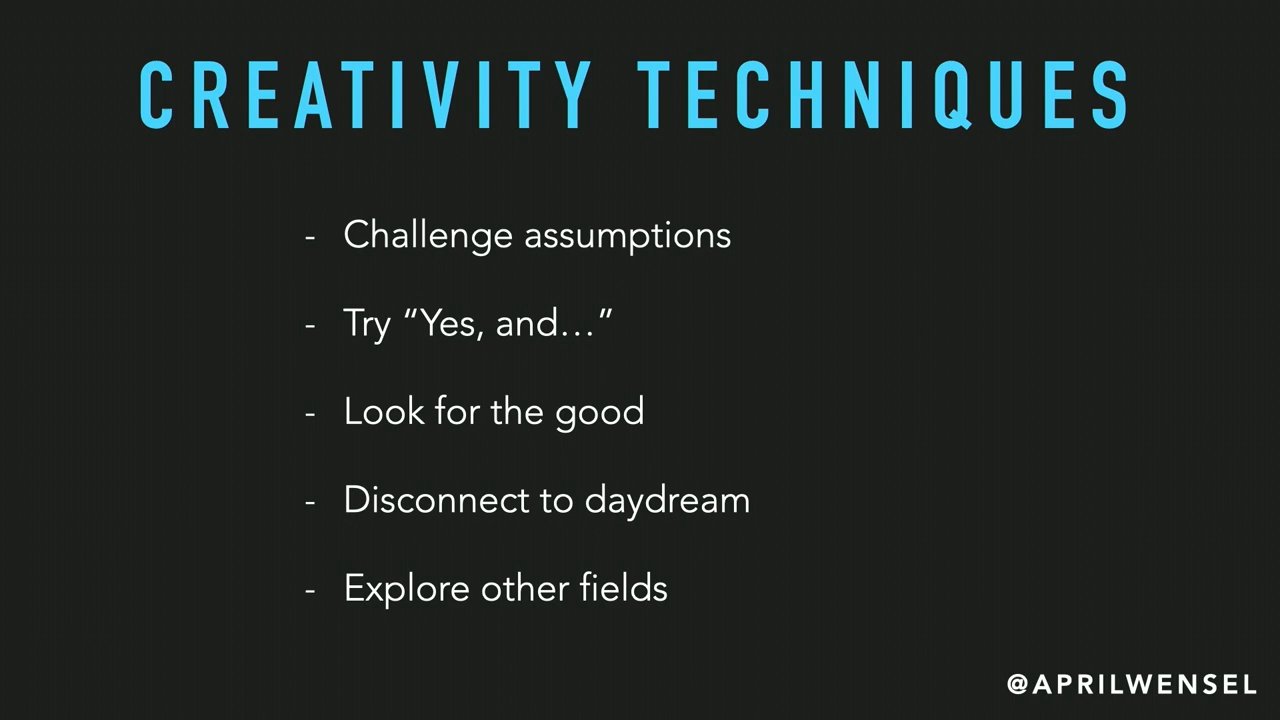 CREATIVITY TECHNIQUES
- Challenge assumptions
- Try “Yes, and…”
- Look for the good
- Disconnect to daydream
- Explore other fields
@APRILWENSEL